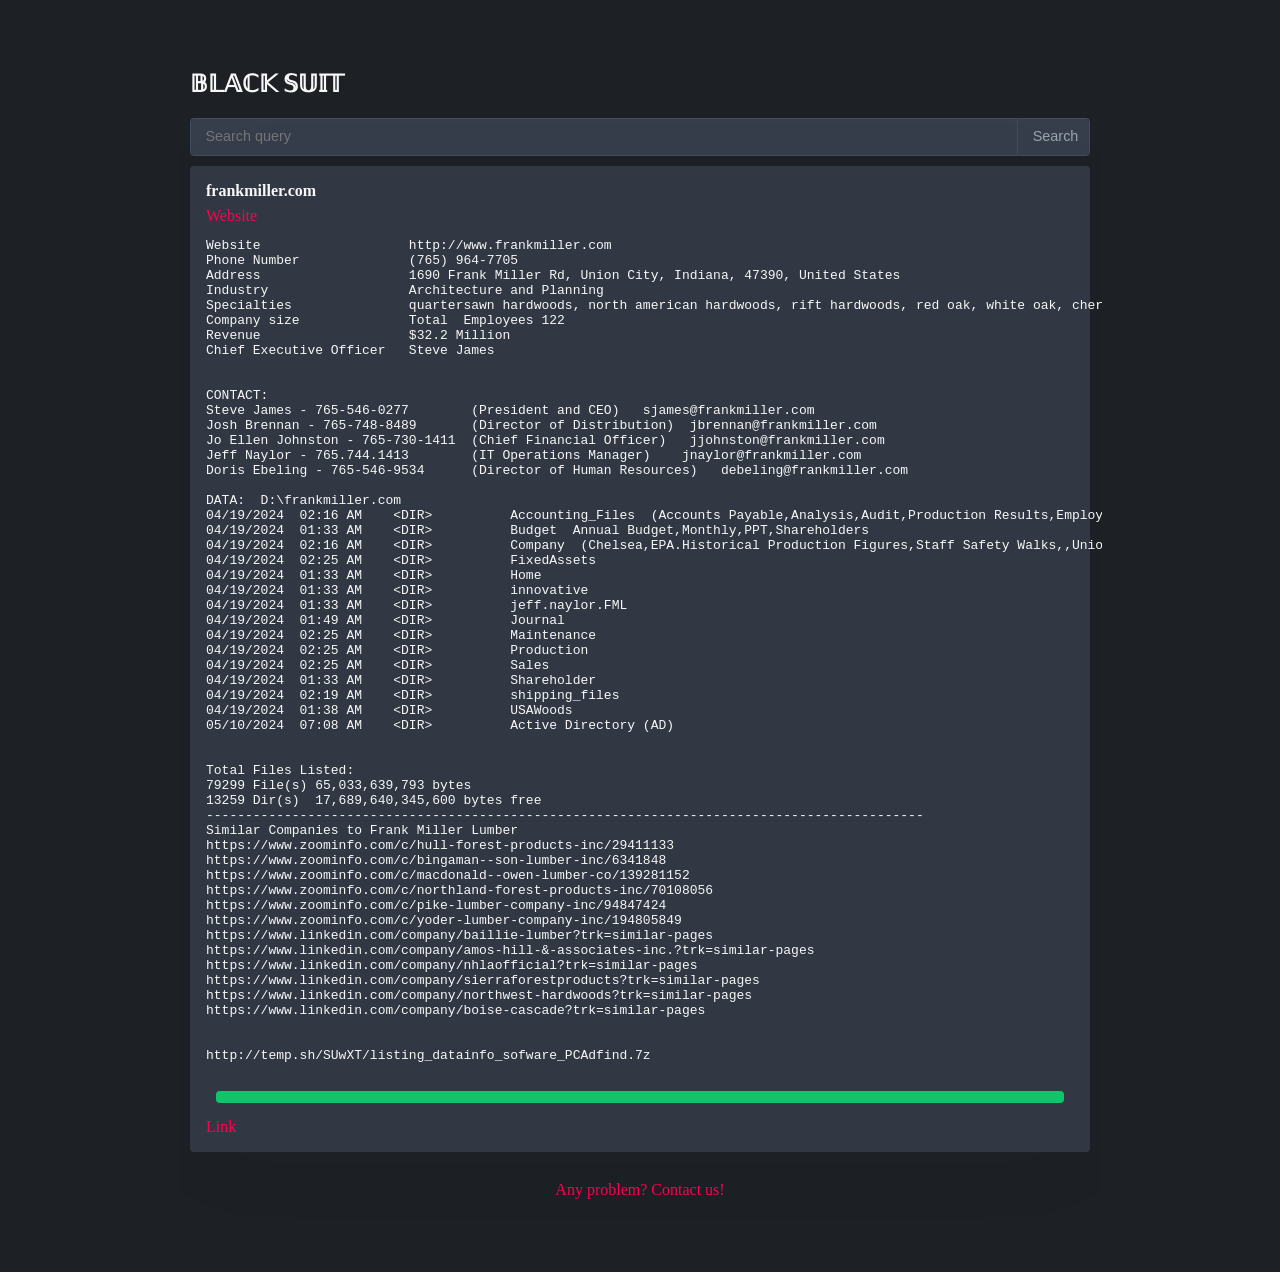 BLACK SUIT
Search query
Search
frankmiller.com
Website
Website http://www.frankmiller.com
Phone Number (765) 964-7705
Address 1690 Frank Miller Rd, Union City, Indiana, 47390, United States
Industry Architecture and Planning
Specialties quartersawn hardwoods, north american hardwoods, rift hardwoods, red oak, white oak,
Company size Total Employees 122
Revenue $32.2 Million
Chief Executive Officer Steve James
CONTACT:
Steve James - 765-546-0277 (President and CEO) sjames@frankmiller.com
Josh Brennan - 765-748-8489 (Director of Distribution) jbrennan@frankmiller.com
Jo Ellen Johnston - 765-730-1411 (Chief Financial Officer) jjohnston@frankmiller.com
Jeff Naylor - 765.744.1413 (IT Operations Manager) jnaylor@frankmiller.com
Doris Ebeling - 765-546-9534 (Director of Human Resources) debeling@frankmiller.com
DATA: D:\frankmiller.com
04/19/2024 02:16 AM <DIR> Accounting_Files (Accounts Payable,Analysis,Audit,Production Results,
04/19/2024 01:33 AM <DIR> Budget Annual Budget,Monthly,PPT,Shareholders
04/19/2024 02:16 AM <DIR> Company (Chelsea,EPA.Historical Production Figures,Staff Safety Walks,,
04/19/2024 02:25 AM <DIR> FixedAssets
04/19/2024 01:33 AM <DIR> Home
04/19/2024 01:33 AM <DIR> innovative
04/19/2024 01:33 AM <DIR> jeff.naylor.FML
04/19/2024 01:49 AM <DIR> Journal
04/19/2024 02:25 AM <DIR> Maintenance
04/19/2024 02:25 AM <DIR> Production
04/19/2024 02:25 AM <DIR> Sales
04/19/2024 01:33 AM <DIR> Shareholder
04/19/2024 02:19 AM <DIR> shipping_files
04/19/2024 01:38 AM <DIR> USAWoods
05/10/2024 07:08 AM <DIR> Active Directory (AD)
Total Files Listed:
79299 File(s) 65,033,639,793 bytes
13259 Dir(s) 17,689,640,345,600 bytes free
--------------------------------------------------------------------------------------------
Similar Companies to Frank Miller Lumber
https://www.zoominfo.com/c/hull-forest-products-inc/29411133
https://www.zoominfo.com/c/bingaman--son-lumber-inc/6341848
https://www.zoominfo.com/c/macdonald--owen-lumber-co/139281152
https://www.zoominfo.com/c/northland-forest-products-inc/70108056
https://www.zoominfo.com/c/pike-lumber-company-inc/94847424
https://www.zoominfo.com/c/yoder-lumber-company-inc/194805849
https://www.linkedin.com/company/baillie-lumber?trk=similar-pages
https://www.linkedin.com/company/amos-hill-&-associates-inc.?trk=similar-pages
https://www.linkedin.com/company/nhlaofficial?trk=similar-pages
https://www.linkedin.com/company/sierraforestproducts?trk=similar-pages
https://www.linkedin.com/company/northwest-hardwoods?trk=similar-pages
https://www.linkedin.com/company/boise-cascade?trk=similar-pages
http://temp.sh/SUwXT/listing_datainfo_sofware_PCAdfind.7z
Link
Any problem? Contact us!